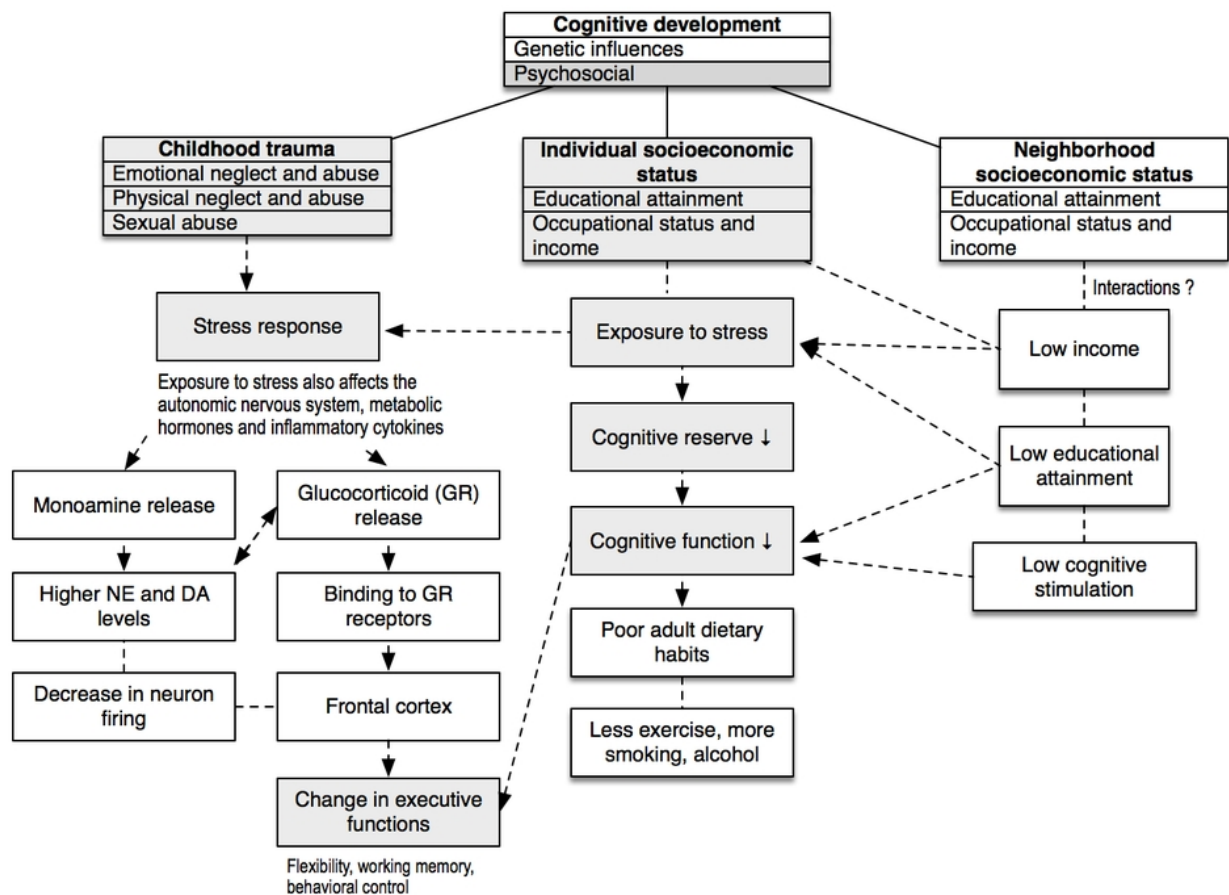 Cognitive development
Genetic influences
Psychosocial
Childhood trauma
Emotional neglect and abuse
Physical neglect and abuse
Sexual abuse
Individual socioeconomic
status
Educational attainment
Occupational status and
income
Neighborhood
socioeconomic status
Educational attainment
Occupational status and
income
Interactions ?
Stress response
Exposure to stress
Low income
Exposure to stress also affects the
autonomic nervous system, metabolic
hormones and inflammatory cytokines
Cognitive reserve ↓
Low educational
attainment
Monoamine release
Glucocorticoid (GR)
release
Cognitive function ↓
Low cognitive
stimulation
Higher NE and DA
levels
Binding to GR
receptors
Poor adult dietary
habits
Decrease in neuron
firing
Frontal cortex
Less exercise, more
smoking, alcohol
Change in executive
functions
Flexibility, working memory,
behavioral control